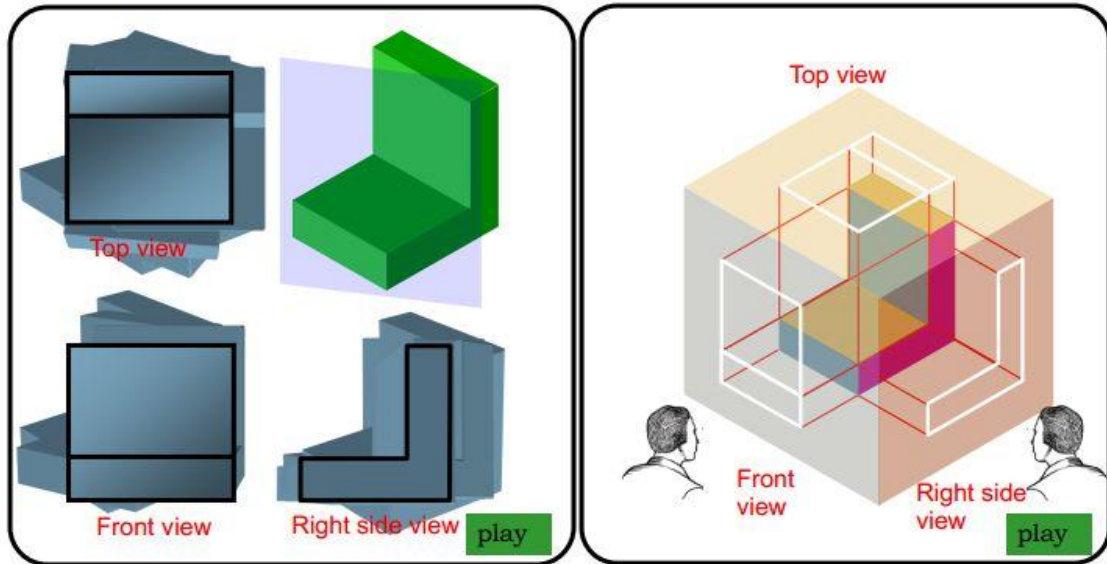 Top view
Front view
Right side view
play
Top view
Front
view
Right side
view
play